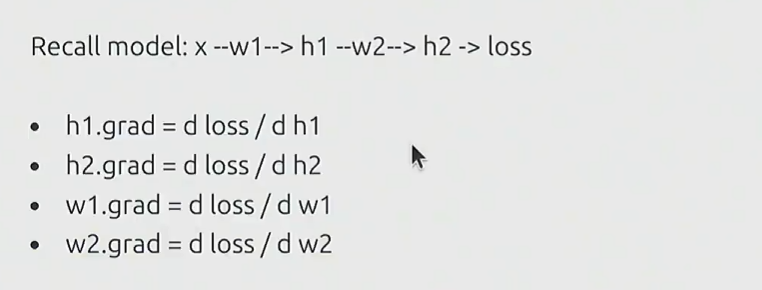 Recall model: x --w1--> h1 --w2--> h2 -> loss
• h1.grad = d loss / d h1
• h2.grad = d loss / d h2
• w1.grad = d loss / d w1
• w2.grad = d loss / d w2